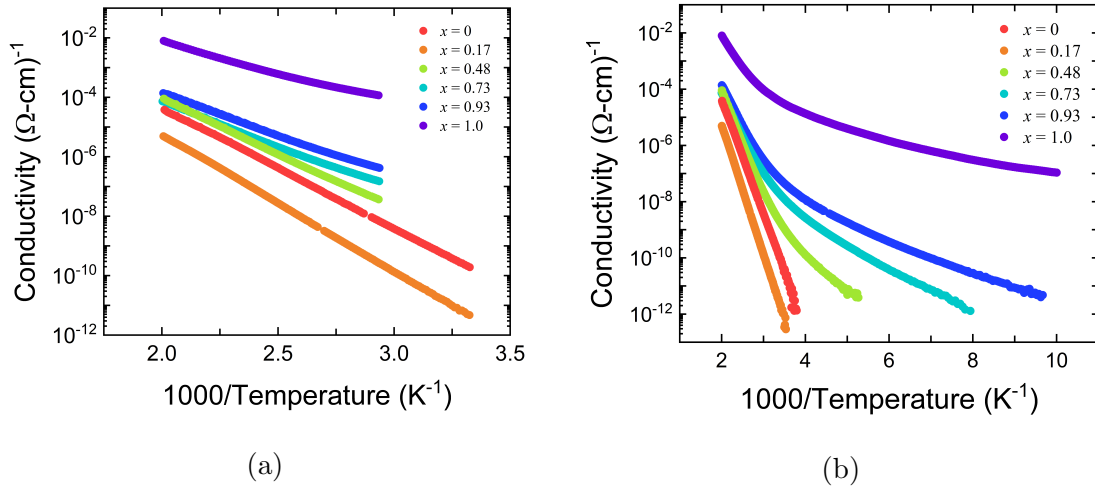 10⁻²
10⁻⁴
10⁻⁶
10⁻⁸
10⁻¹⁰
10⁻¹²
Conductivity (Ω-cm)⁻¹
x = 0
x = 0.17
x = 0.48
x = 0.73
x = 0.93
x = 1.0
2.0 2.5 3.0 3.5
1000/Temperature (K⁻¹)
(a)
10⁻²
10⁻⁴
10⁻⁶
10⁻⁸
10⁻¹⁰
10⁻¹²
Conductivity (Ω-cm)⁻¹
x = 0
x = 0.17
x = 0.48
x = 0.73
x = 0.93
x = 1.0
2 4 6 8 10
1000/Temperature (K⁻¹)
(b)